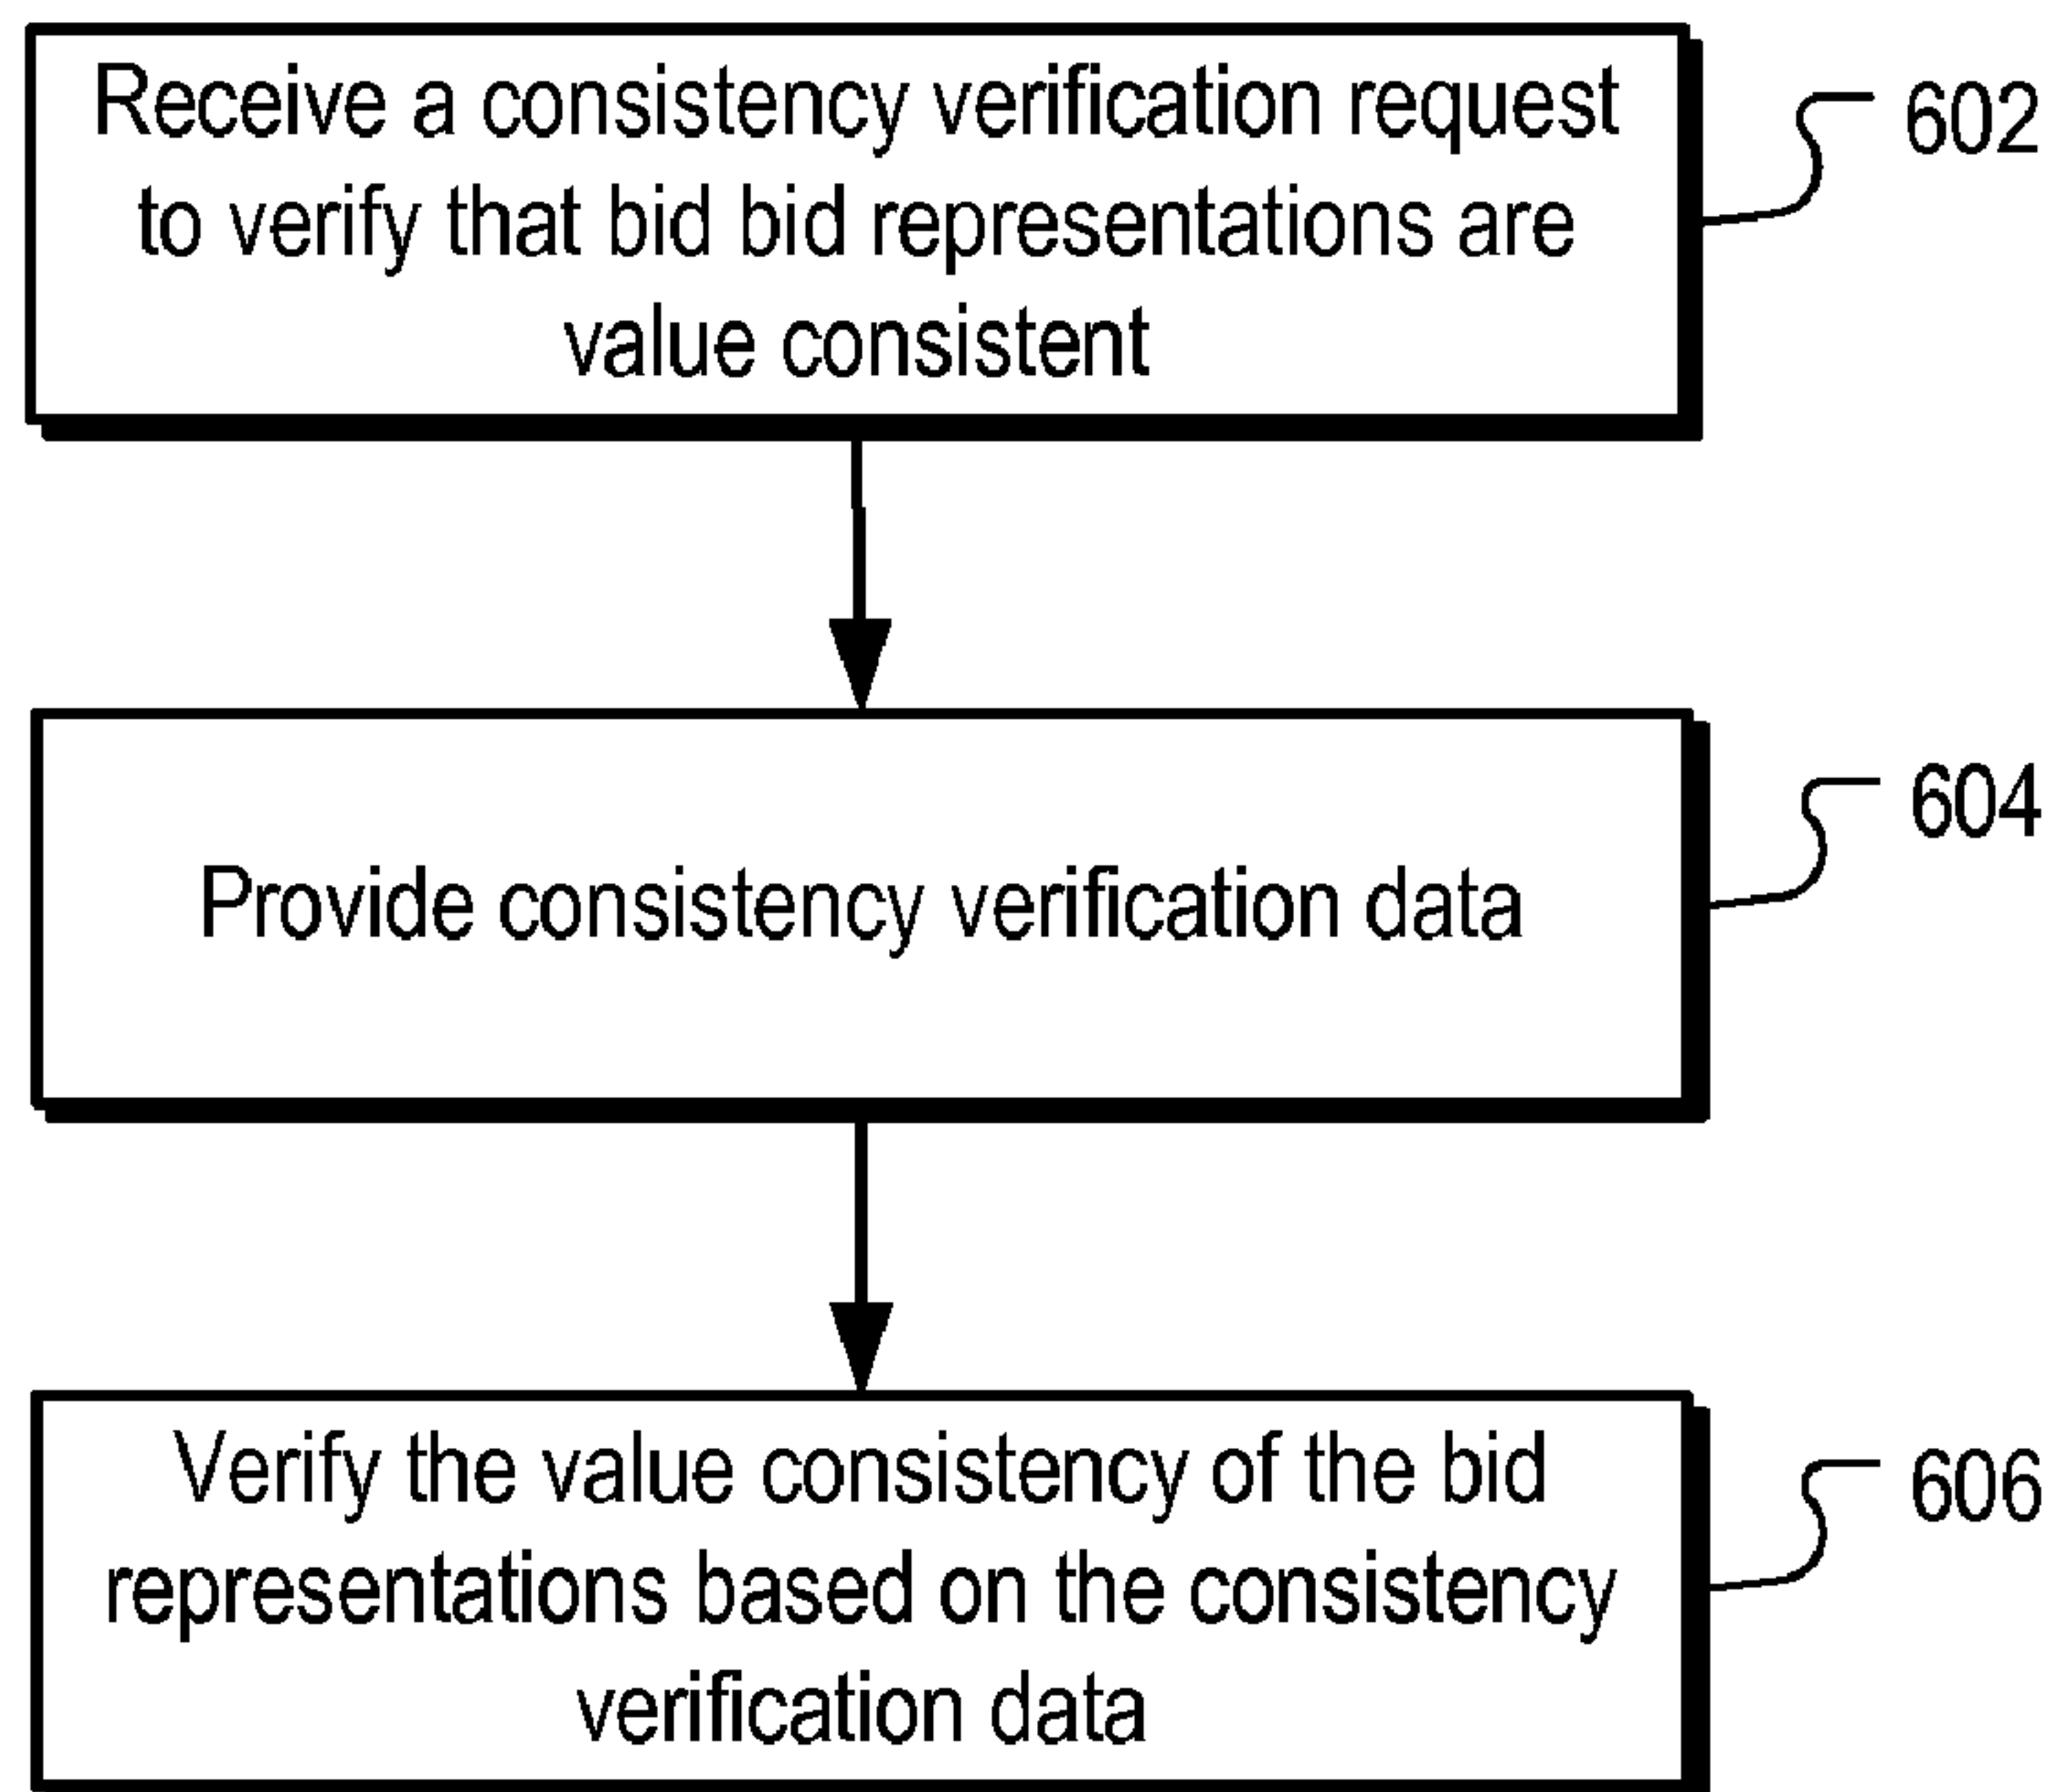 Receive a consistency verification request
to verify that bid bid representations are
value consistent
602
Provide consistency verification data
604
Verify the value consistency of the bid
representations based on the consistency
verification data
606